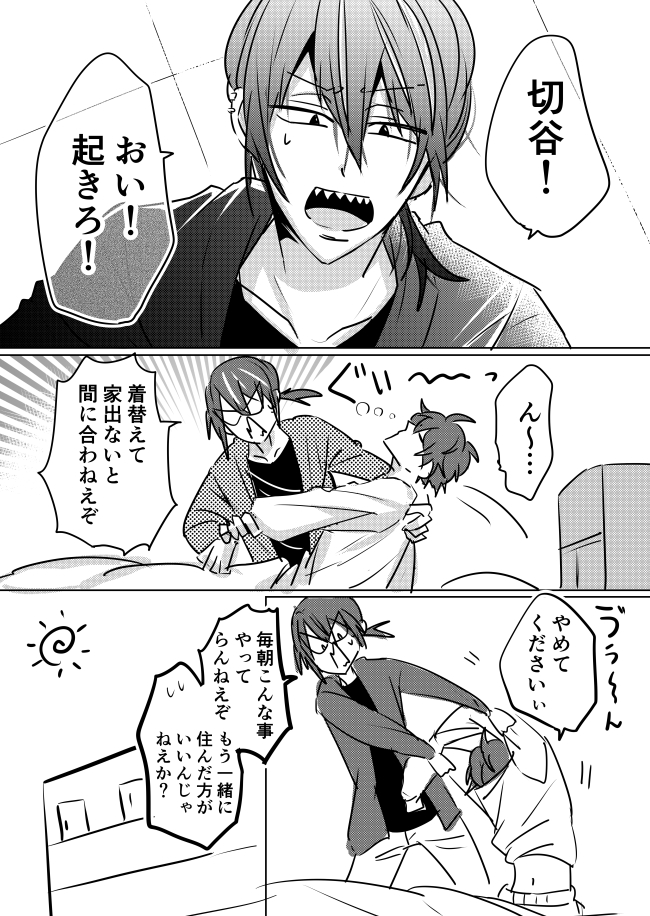 切谷！
おい！
起きろ！
ん～…
ぐい
～っ
着替えて
家出ないと
間に合わねえぞ
やめて
くださいぃ
ゔぅ～ん
毎朝こんな事
やって
らんねえぞ
もう一緒に
住んだ方が
いいんじゃ
ねえか？